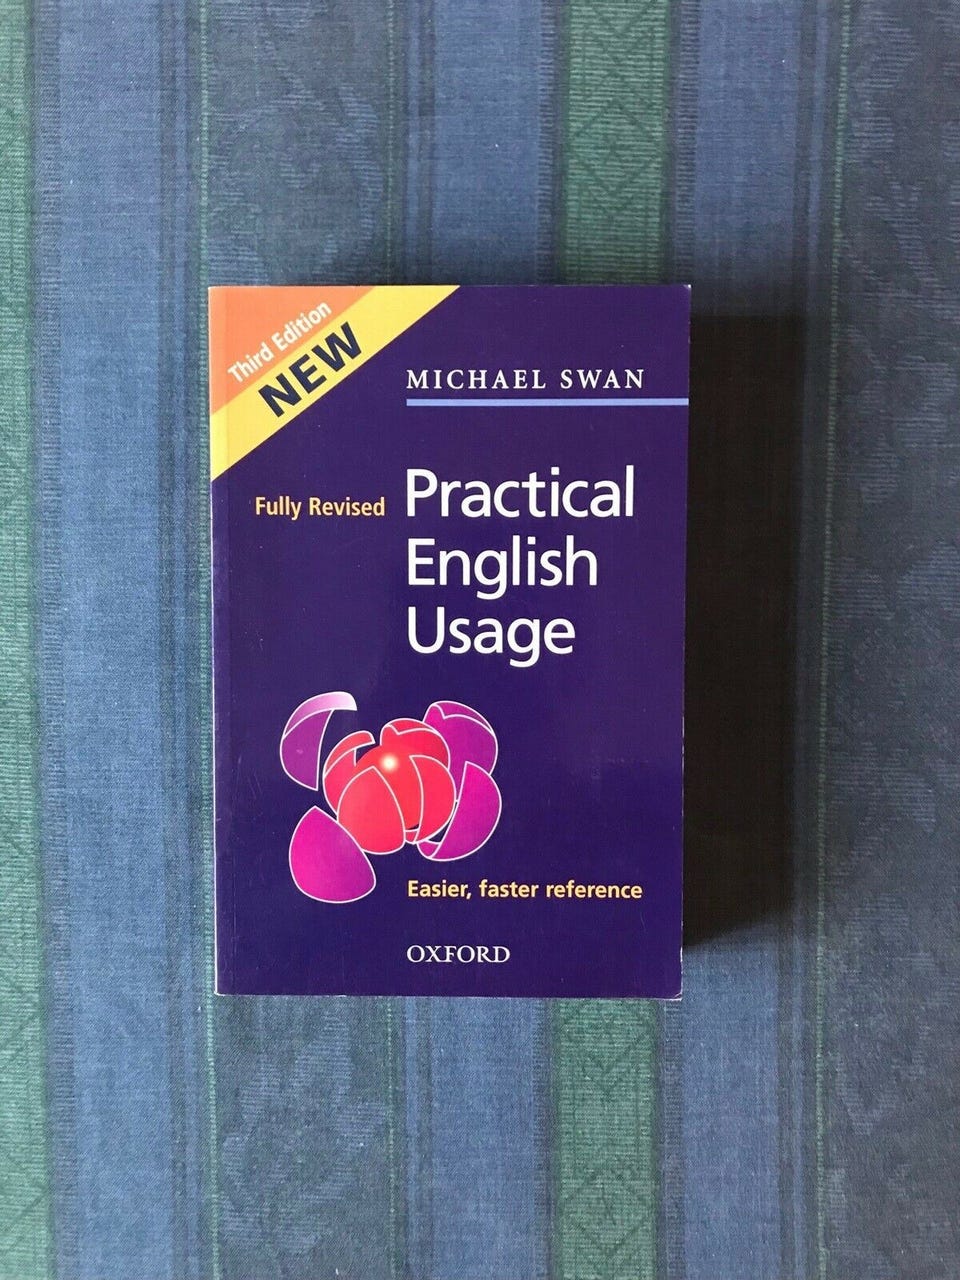 Third Edition
NEW
MICHAEL SWAN
Fully Revised
Practical
English
Usage
Easier, faster reference
OXFORD